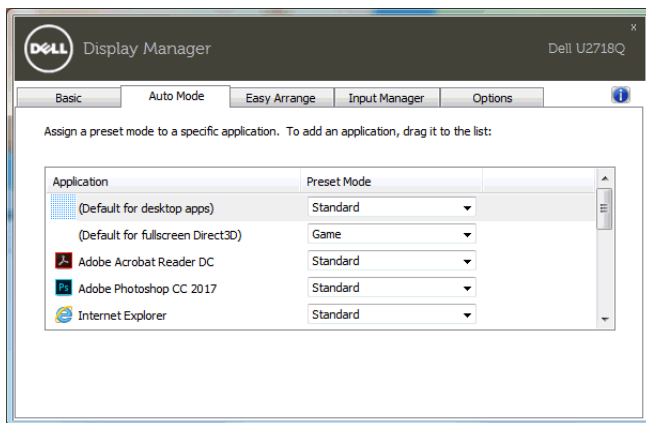 x
DELL Display Manager Dell U2718Q
Basic Auto Mode Easy Arrange Input Manager Options i
Assign a preset mode to a specific application. To add an application, drag it to the list:
Application Preset Mode
(Default for desktop apps) Standard
(Default for fullscreen Direct3D) Game
Adobe Acrobat Reader DC Standard
Ps Adobe Photoshop CC 2017 Standard
Internet Explorer Standard